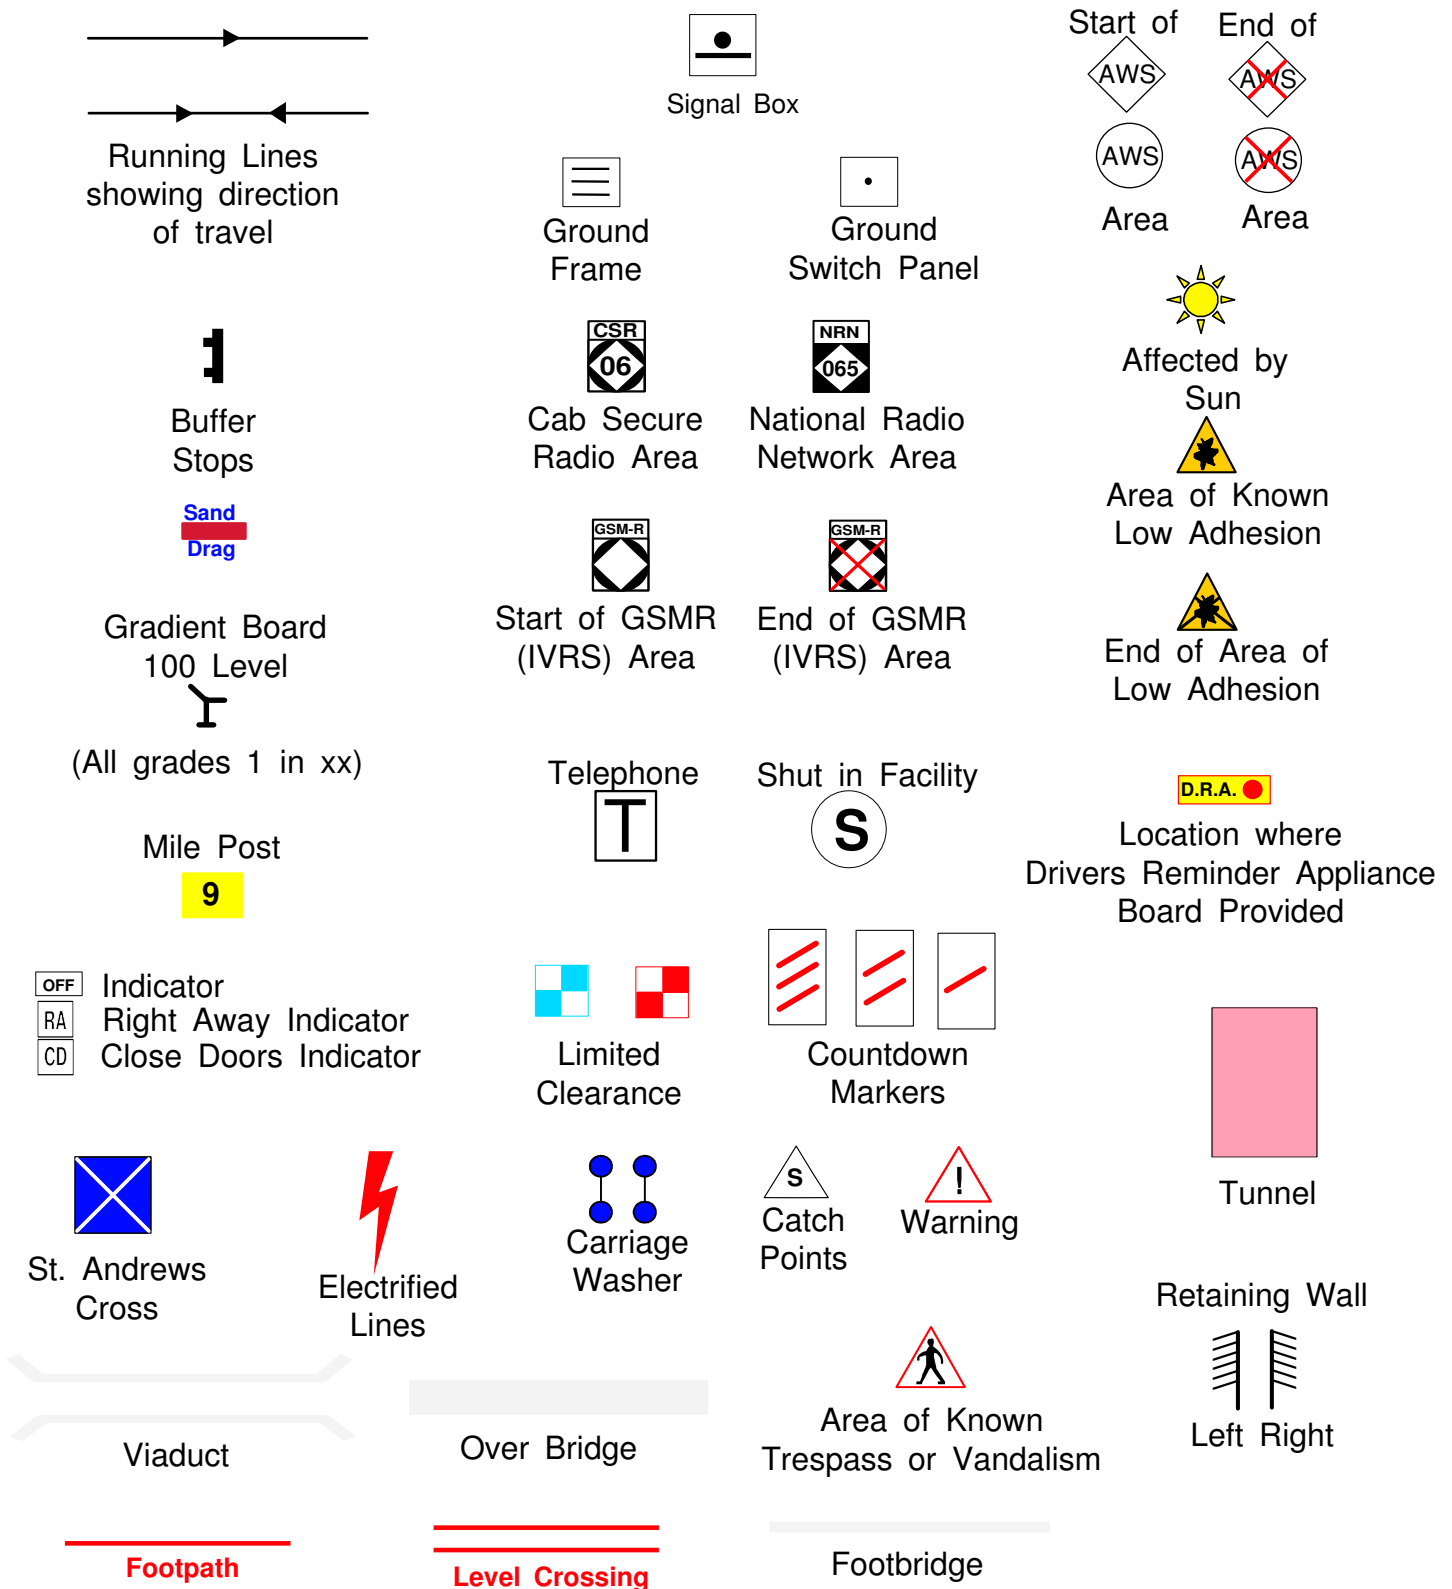 Running Lines
showing direction
of travel
Signal Box
Start of
AWS
AWS
Area
End of
AWS
AWS
Area
Ground
Frame
Ground
Switch Panel
Buffer
Stops
CSR
06
Cab Secure
Radio Area
NRN
065
National Radio
Network Area
Affected by
Sun
Area of Known
Low Adhesion
Sand
Drag
GSM-R
Start of GSMR
(IVRS) Area
GSM-R
End of GSMR
(IVRS) Area
End of Area of
Low Adhesion
Gradient Board
100 Level
(All grades 1 in xx)
Telephone
T
Shut in Facility
S
D.R.A.
Location where
Drivers Reminder Appliance
Board Provided
Mile Post
9
OFF Indicator
RA Right Away Indicator
CD Close Doors Indicator
Limited
Clearance
Countdown
Markers
Tunnel
St. Andrews
Cross
Electrified
Lines
Carriage
Washer
S
Catch
Points
!
Warning
Retaining Wall
Left Right
Viaduct
Over Bridge
Area of Known
Trespass or Vandalism
Footpath
Level Crossing
Footbridge